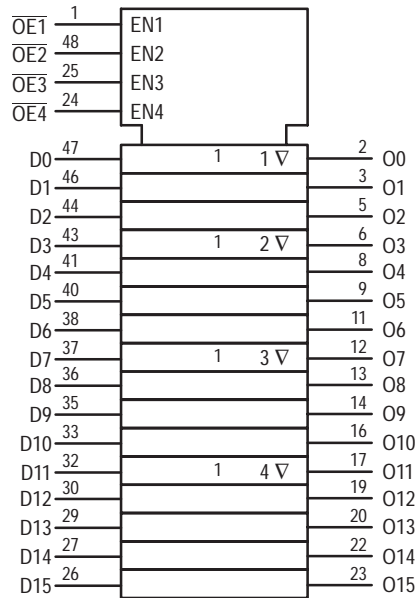 OE1 1 EN1
OE2 48 EN2
OE3 25 EN3
OE4 24 EN4
D0 47 1 1 ∇ 2 O0
D1 46 3 O1
D2 44 5 O2
D3 43 1 2 ∇ 6 O3
D4 41 8 O4
D5 40 9 O5
D6 38 11 O6
D7 37 1 3 ∇ 12 O7
D8 36 13 O8
D9 35 14 O9
D10 33 16 O10
D11 32 1 4 ∇ 17 O11
D12 30 19 O12
D13 29 20 O13
D14 27 22 O14
D15 26 23 O15